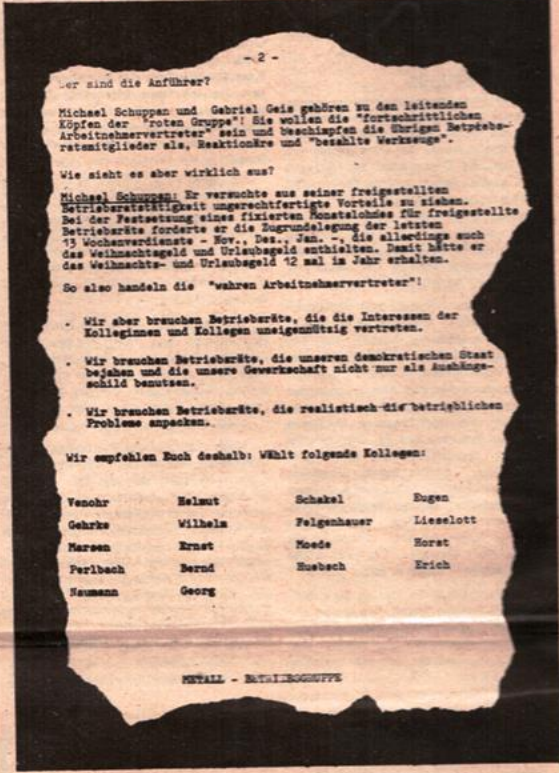 - 2 -
Wer sind die Anführer?
Michael Schuppan und Gabriel Geis gehören zu den leitenden
Köpfen der "roten Gruppe"! Sie wollen die "fortschrittlichen
Arbeitnehmervertreter" sein und beschimpfen die übrigen Betriebs-
ratsmitglieder als, Reaktionäre und "bezahlte Werkzeuge".
Wie sieht es aber wirklich aus?
Michael Schuppan: Er versuchte aus seiner freigestellten
Betriebsratstätigkeit ungerechtfertigte Vorteile zu ziehen.
Bei der Festsetzung eines fixierten Monatslohnes für freigestellte
Betriebsräte forderte er die Zugrundelegung der letzten
13 Wochenverdienste - Nov., Dez., Jan. -, die allerdings auch
das Weihnachtsgeld und Urlaubsgeld enthielten. Damit hätte er
das Weihnachts- und Urlaubsgeld 12 mal im Jahr erhalten.
So also handeln die "wahren Arbeitnehmervertreter"!
. Wir aber brauchen Betriebsräte, die die Interessen der
Kolleginnen und Kollegen uneigennützig vertreten.
. Wir brauchen Betriebsräte, die unseren demokratischen Staat
bejahen und die unsere Gewerkschaft nicht nur als Aushänge-
schild benutzen.
. Wir brauchen Betriebsräte, die realistisch die betrieblichen
Probleme anpacken.
Wir empfehlen Euch deshalb: Wählt folgende Kollegen:
Venohr Helmut Schakel Eugen
Gehrke Wilhelm Felgenhauer Lieselott
Marsen Ernst Moede Horst
Perlbach Bernd Huebsch Erich
Naumann Georg
METALL - BETRIEBSGRUPPE